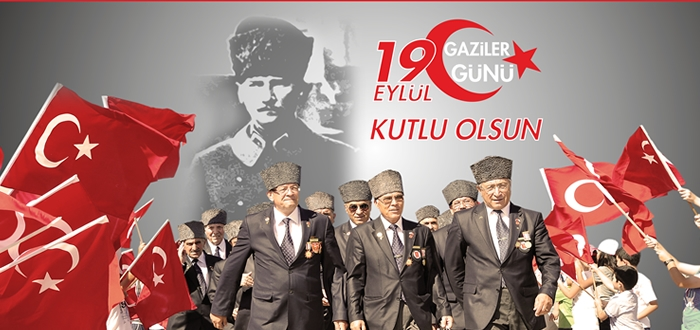 19
EYLÜL
GAZİLER
GÜNÜ
KUTLU OLSUN